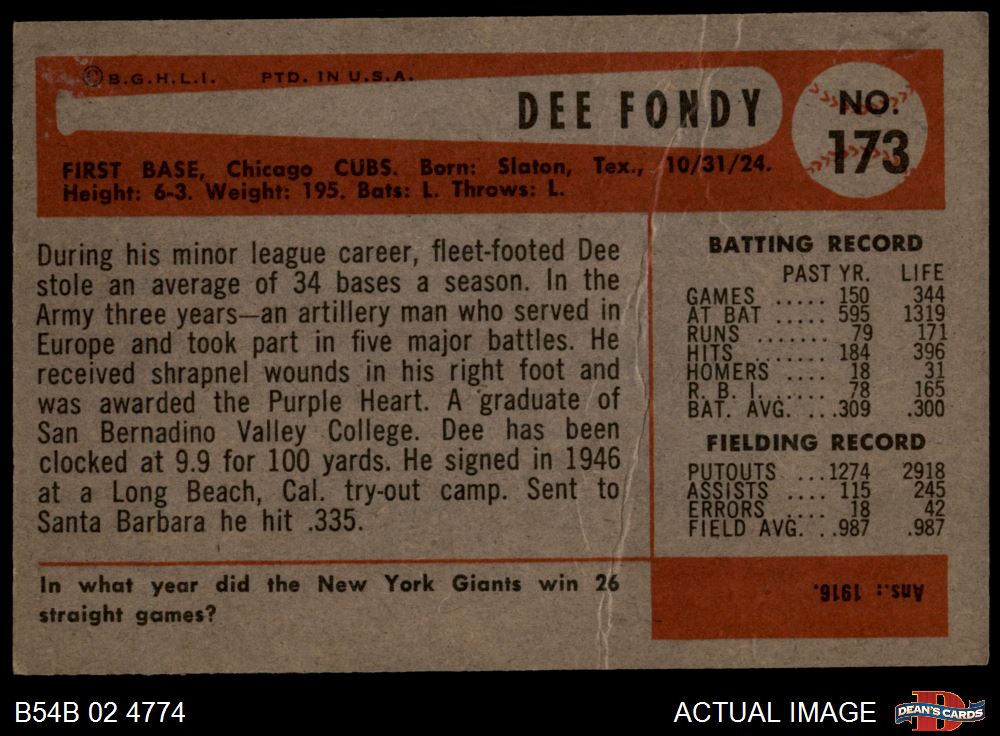 © B.G.H.L.I. PTD. IN U.S.A.
DEE FONDY
NO.
173
FIRST BASE, Chicago CUBS. Born: Slaton, Tex., 10/31/24.
Height: 6-3. Weight: 195. Bats: L. Throws: L.
During his minor league career, fleet-footed Dee
stole an average of 34 bases a season. In the
Army three years—an artillery man who served in
Europe and took part in five major battles. He
received shrapnel wounds in his right foot and
was awarded the Purple Heart. A graduate of
San Bernadino Valley College. Dee has been
clocked at 9.9 for 100 yards. He signed in 1946
at a Long Beach, Cal. try-out camp. Sent to
Santa Barbara he hit .335.
BATTING RECORD
PAST YR. LIFE
GAMES ..... 150 344
AT BAT ..... 595 1319
RUNS ....... 79 171
HITS ....... 184 396
HOMERS .... 18 31
R. B. I. ..... 78 165
BAT. AVG. ... .309 .300
FIELDING RECORD
PUTOUTS ...1274 2918
ASSISTS .... 115 245
ERRORS .... 18 42
FIELD AVG. . .987 .987
In what year did the New York Giants win 26
straight games?
Ans.: 1916.
B54B 02 4774
ACTUAL IMAGE
DEAN'S CARDS